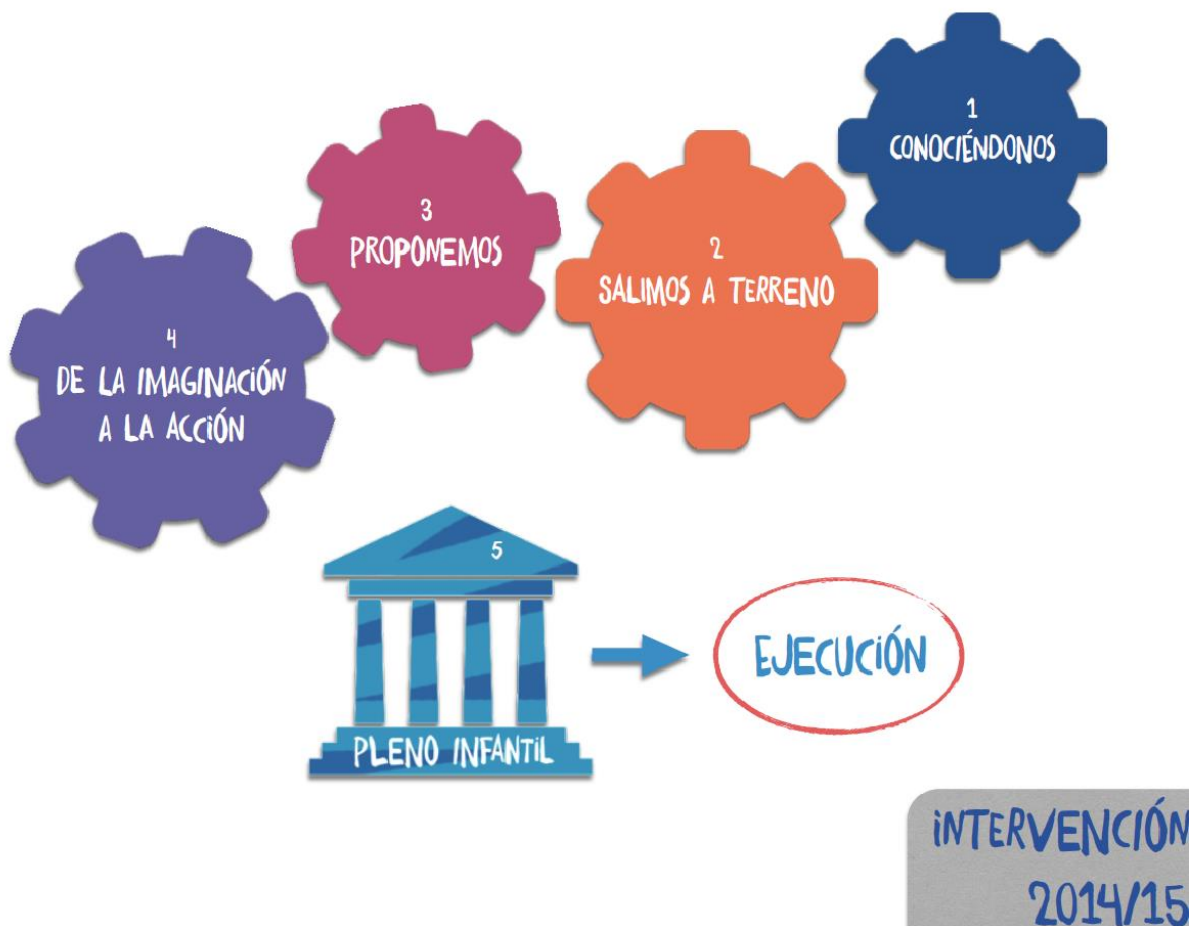 1
CONOCIÉNDONOS
2
SALIMOS A TERRENO
3
PROPONEMOS
4
DE LA IMAGINACIÓN
A LA ACCIÓN
5
PLENO INFANTIL
EJECUCIÓN
INTERVENCIÓN
2014/15